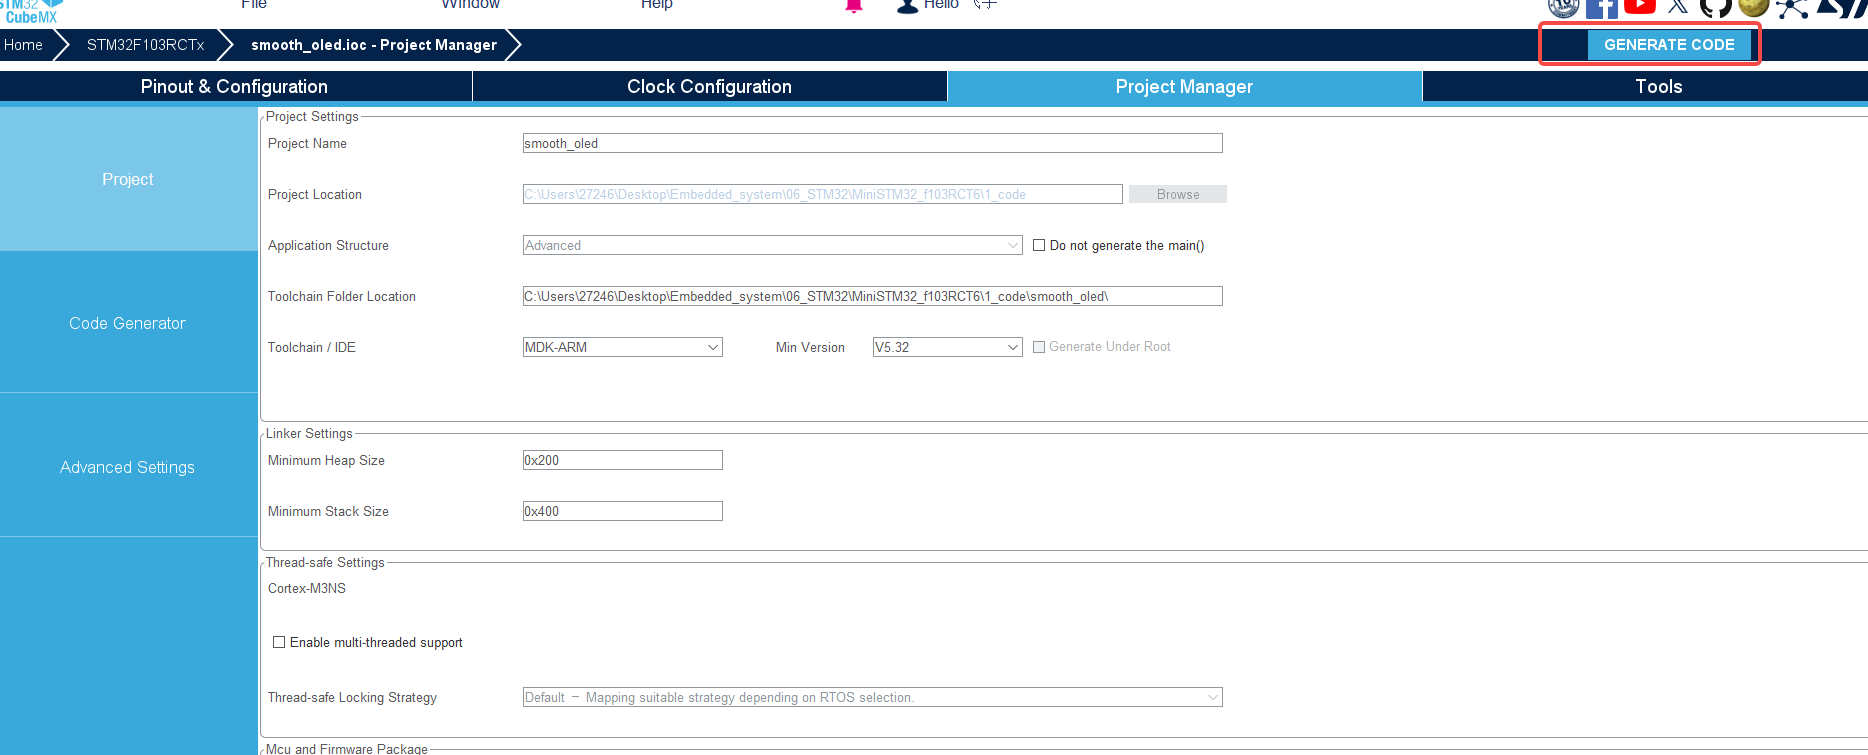 STM32
CubeMX
File Window Help Hello
Home STM32F103RCTx smooth_oled.ioc - Project Manager GENERATE CODE
Pinout & Configuration Clock Configuration Project Manager Tools
Project
Code Generator
Advanced Settings
Project Settings
Project Name smooth_oled
Project Location C:\Users\27246\Desktop\Embedded_system\06_STM32\MiniSTM32_f103RCT6\1_code Browse
Application Structure Advanced Do not generate the main()
Toolchain Folder Location C:\Users\27246\Desktop\Embedded_system\06_STM32\MiniSTM32_f103RCT6\1_code\smooth_oled\
Toolchain / IDE MDK-ARM Min Version V5.32 Generate Under Root
Linker Settings
Minimum Heap Size 0x200
Minimum Stack Size 0x400
Thread-safe Settings
Cortex-M3NS
Enable multi-threaded support
Thread-safe Locking Strategy Default – Mapping suitable strategy depending on RTOS selection.
Mcu and Firmware Package